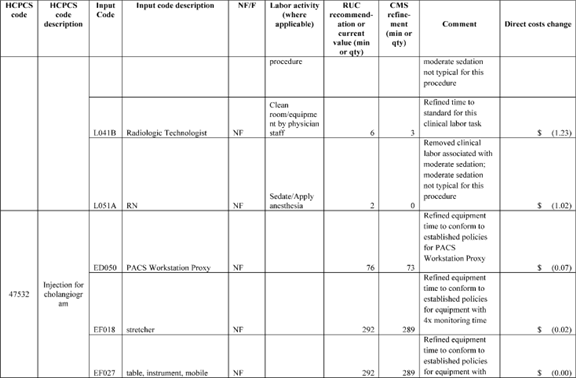 HCPCS code
HCPCS code description
Input Code
Input code description
NF/F
Labor activity (where applicable)
RUC recommend-ation or current value (min or qty)
CMS refine-ment (min or qty)
Comment
Direct costs change
procedure
moderate sedation
not typical for this
procedure
L041B
Radiologic Technologist
NF
Clean
room/equipme
nt by physician
staff
6
3
Refined time to
standard for this
clinical labor task
$ (1.23)
L051A
RN
NF
Sedate/Apply
anesthesia
2
0
Removed clinical
labor associated with
moderate sedation;
moderate sedation
not typical for this
procedure
$ (1.02)
47532
Injection for
cholangiogr
am
ED050
PACS Workstation Proxy
NF
76
73
Refined equipment
time to conform to
established policies
for PACS
Workstation Proxy
$ (0.07)
EF018
stretcher
NF
292
289
Refined equipment
time to conform to
established policies
for equipment with
4x monitoring time
$ (0.02)
EF027
table, instrument, mobile
NF
292
289
Refined equipment
time to conform to
established policies
for equipment with
$ (0.00)